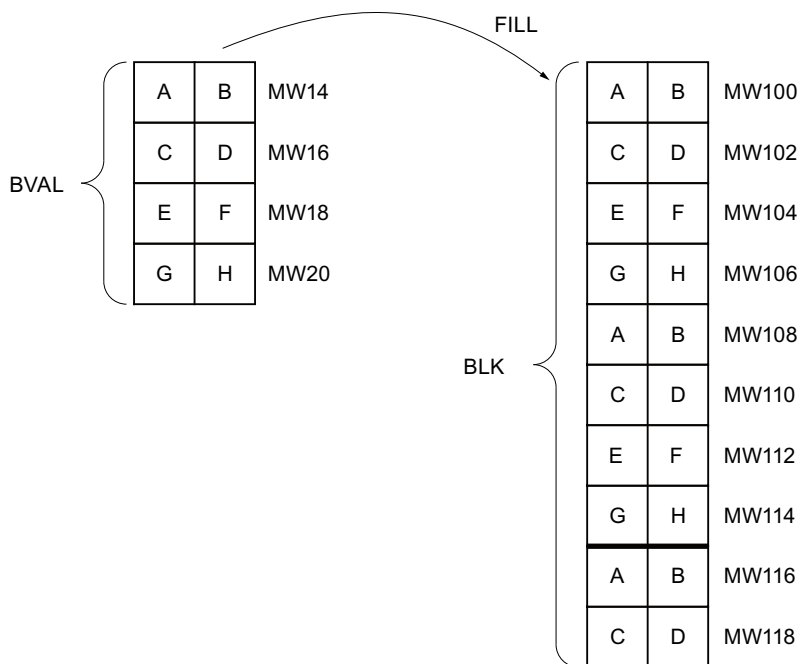 FILL
BVAL
A B MW14
C D MW16
E F MW18
G H MW20
BLK
A B MW100
C D MW102
E F MW104
G H MW106
A B MW108
C D MW110
E F MW112
G H MW114
A B MW116
C D MW118